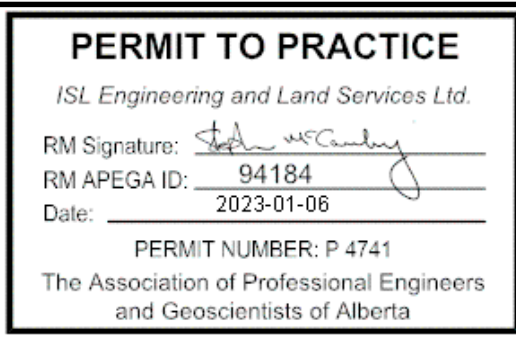 PERMIT TO PRACTICE
ISL Engineering and Land Services Ltd.
RM Signature:
RM APEGA ID: 94184
Date: 2023-01-06
PERMIT NUMBER: P 4741
The Association of Professional Engineers
and Geoscientists of Alberta